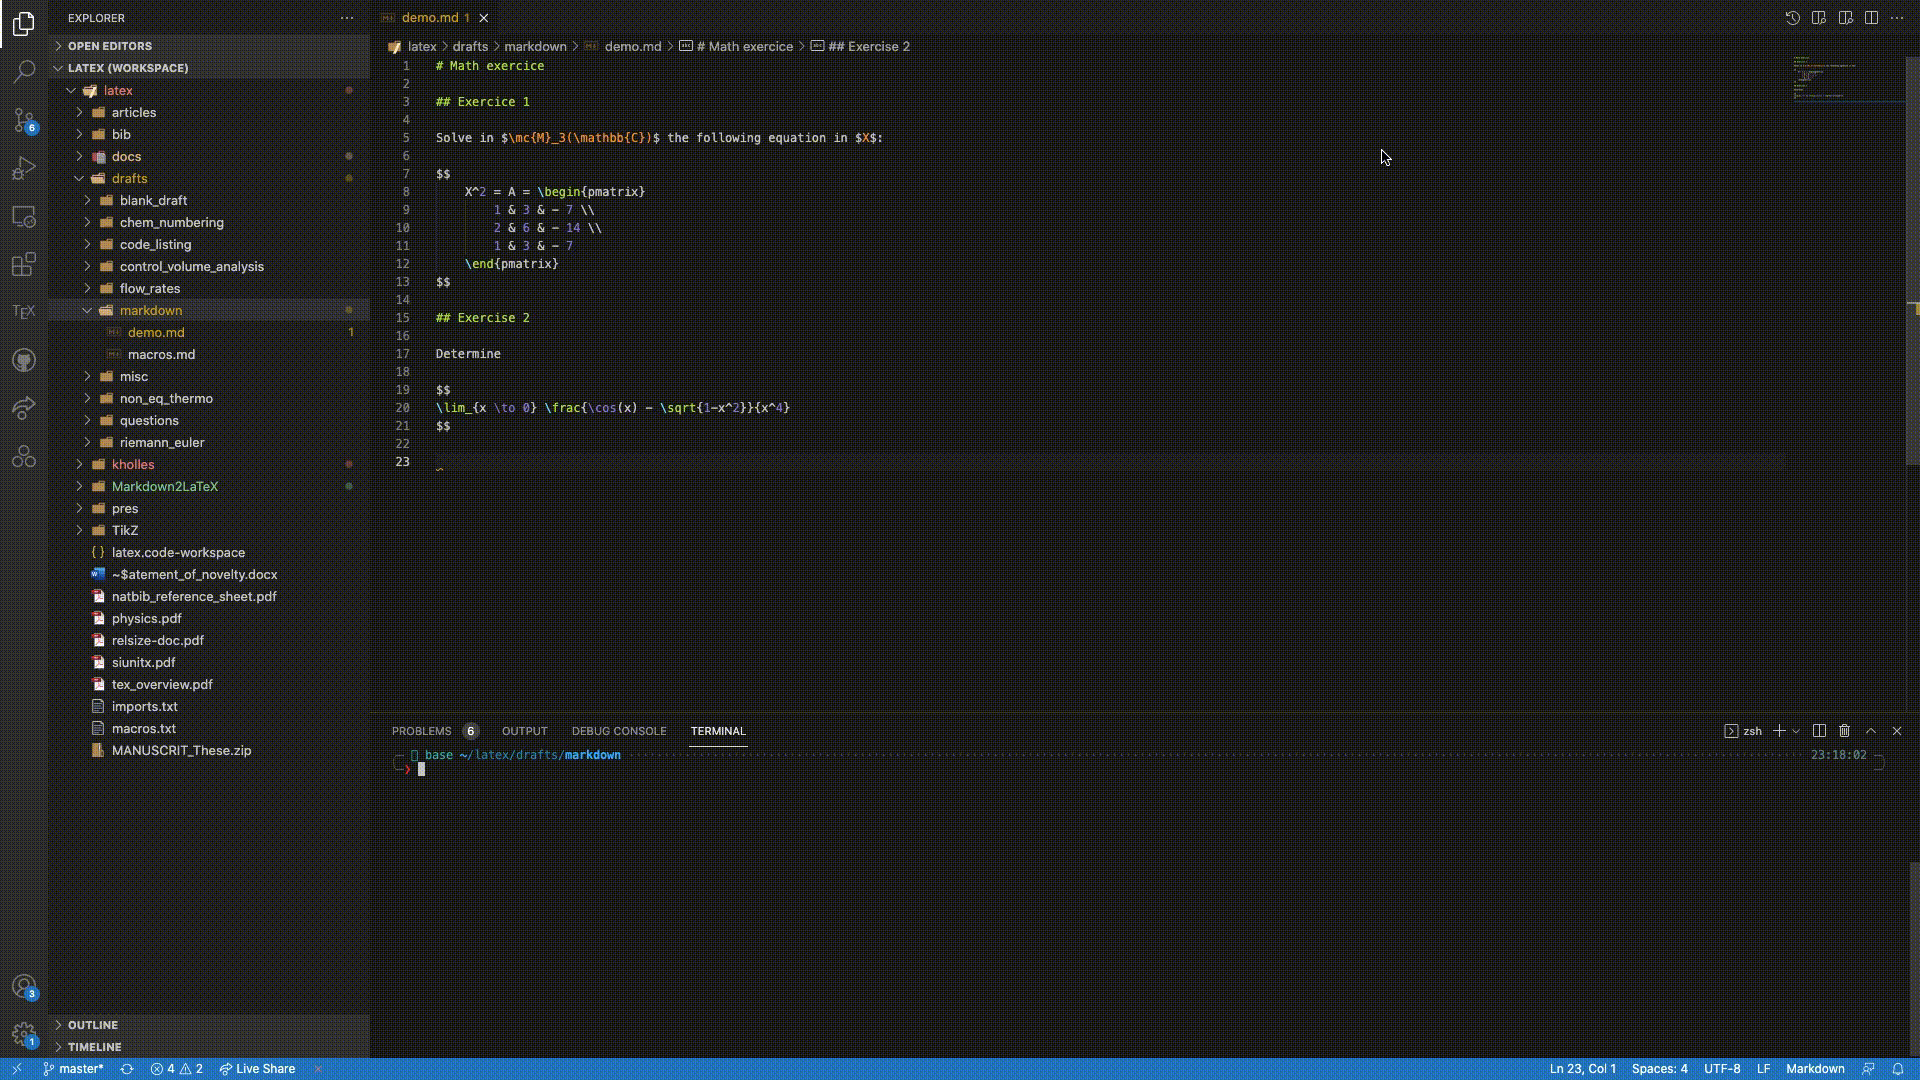 EXPLORER
OPEN EDITORS
LATEX (WORKSPACE)
latex
articles
bib
docs
drafts
blank_draft
chem_numbering
code_listing
control_volume_analysis
flow_rates
markdown
demo.md 1
macros.md
misc
non_eq_thermo
questions
riemann_euler
kholles
Markdown2LaTeX
pres
TikZ
latex.code-workspace
~$atement_of_novelty.docx
natbib_reference_sheet.pdf
physics.pdf
relsize-doc.pdf
siunitx.pdf
tex_overview.pdf
imports.txt
macros.txt
MANUSCRIT_These.zip
OUTLINE
TIMELINE
6
TEX
3
1
demo.md 1
latex > drafts > markdown > demo.md > # Math exercice > ## Exercise 2
1 # Math exercice
2
3 ## Exercice 1
4
5 Solve in $\mc{M}_3(\mathbb{C})$ the following equation in $X$:
6
7 $$
8 X^2 = A = \begin{pmatrix}
9 1 & 3 & - 7 \\
10 2 & 6 & - 14 \\
11 1 & 3 & - 7
12 \end{pmatrix}
13 $$
14
15 ## Exercise 2
16
17 Determine
18
19 $$
20 \lim_{x \to 0} \frac{\cos(x) - \sqrt{1-x^2}}{x^4}
21 $$
22
23
PROBLEMS 6 OUTPUT DEBUG CONSOLE TERMINAL zsh
base ~/latex/drafts/markdown 23:18:02
master* 4 2 Live Share Ln 23, Col 1 Spaces: 4 UTF-8 LF Markdown